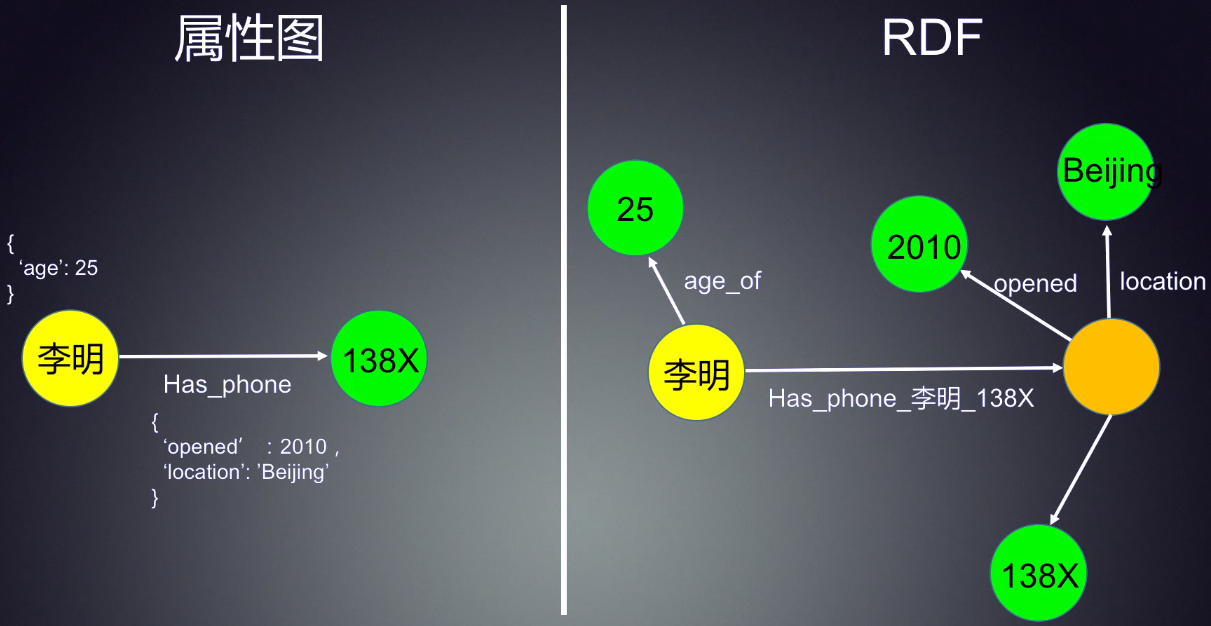 属性图
{
‘age’: 25
}
李明
138X
Has_phone
{
‘opened’ : 2010 ,
‘location’: ’Beijing’
}
RDF
Beijing
25
2010
age_of
opened
location
李明
Has_phone_李明_138X
138X